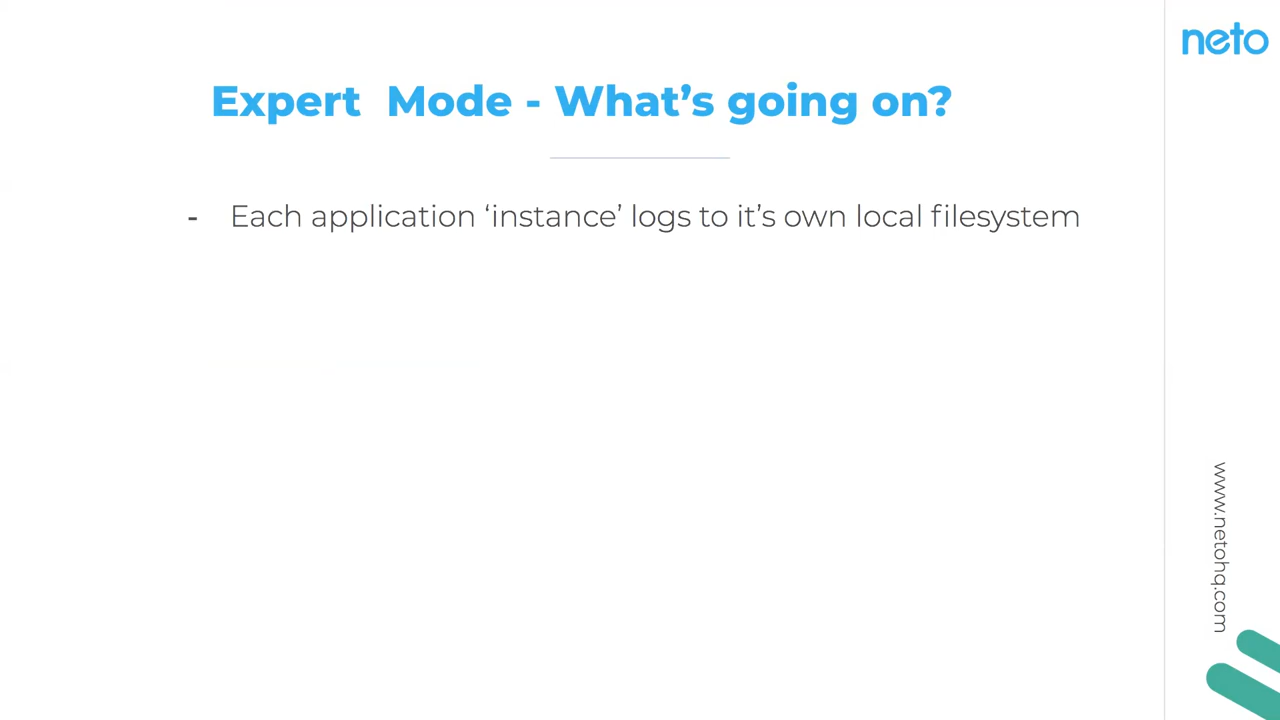 neto
Expert Mode - What’s going on?
- Each application ‘instance’ logs to it’s own local filesystem
www.netohq.com